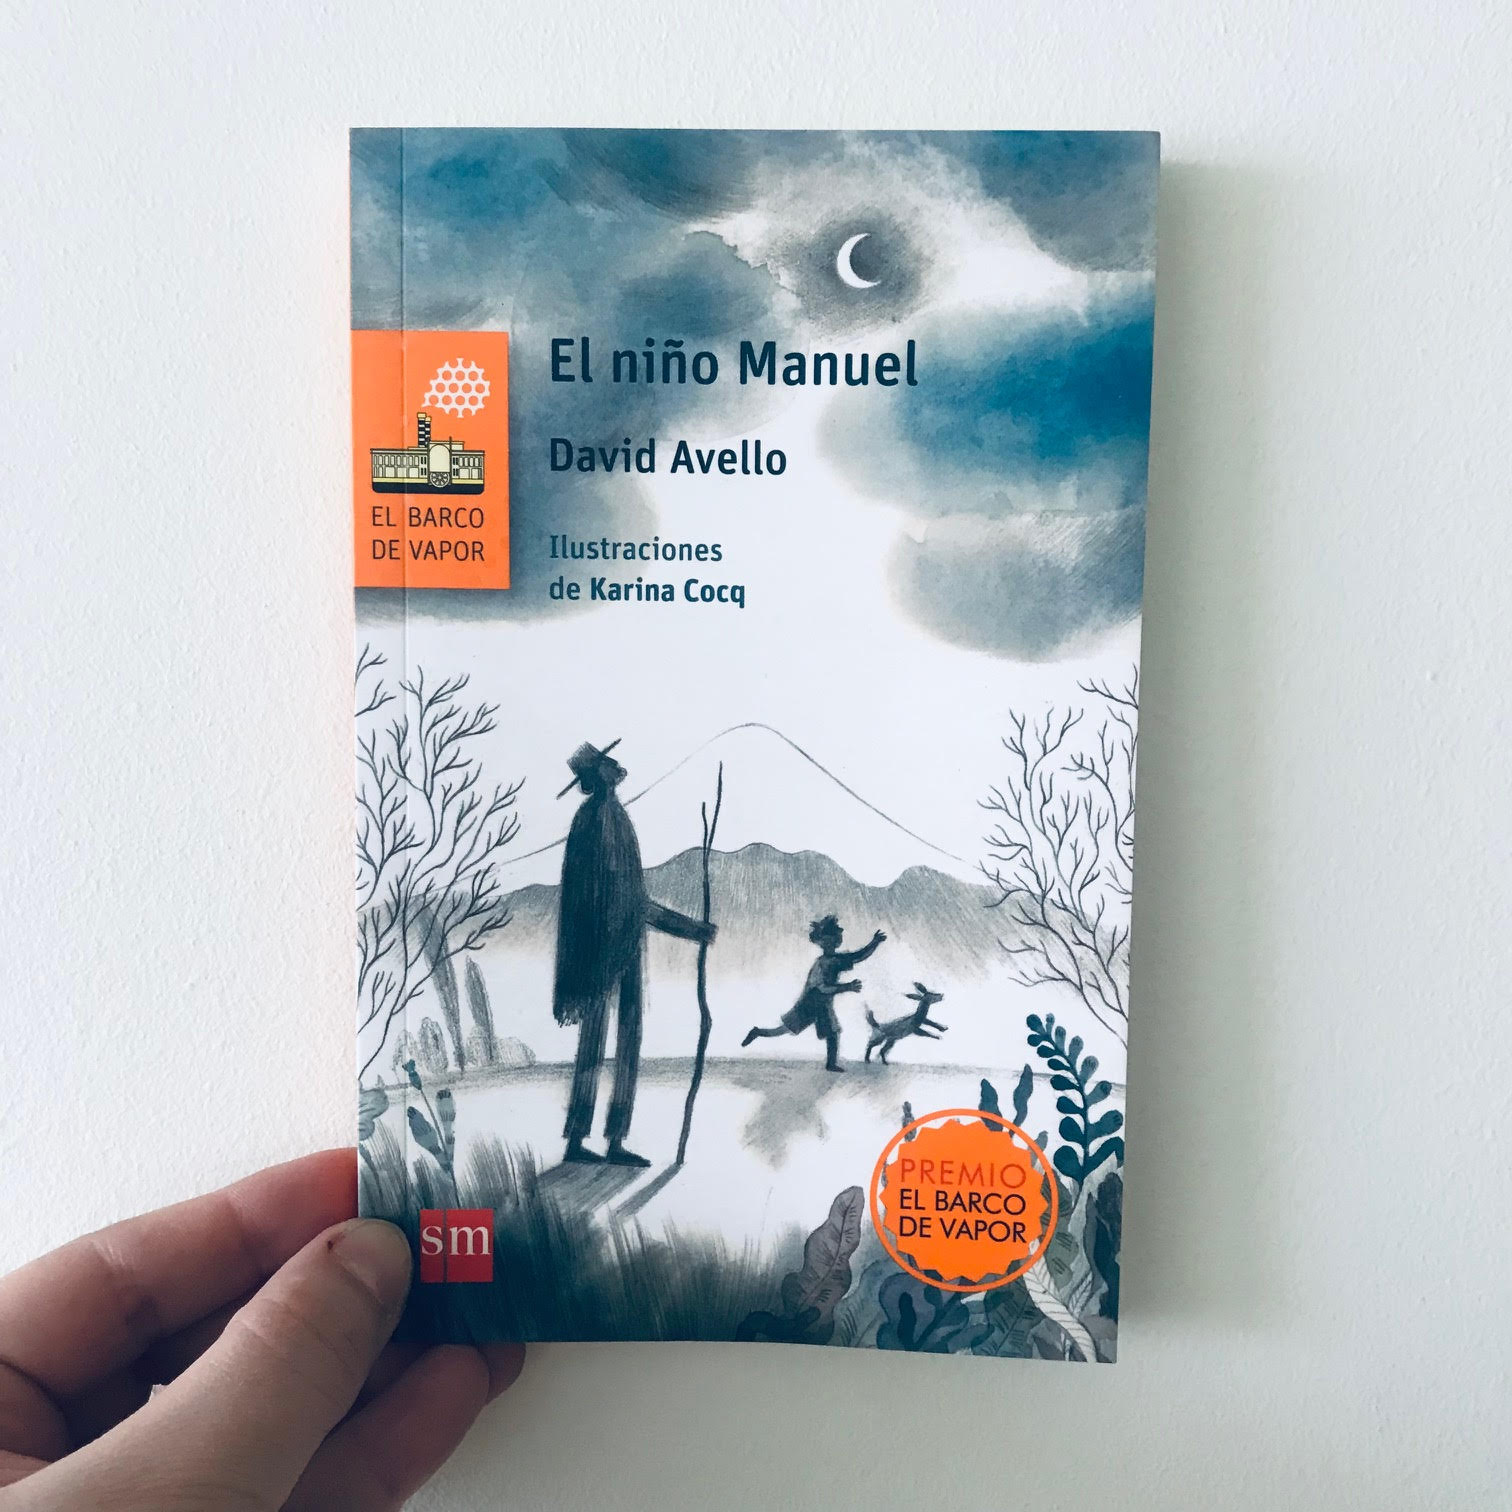 El niño Manuel
David Avello
Ilustraciones
de Karina Cocq
EL BARCO
DE VAPOR
PREMIO
EL BARCO
DE VAPOR
sm